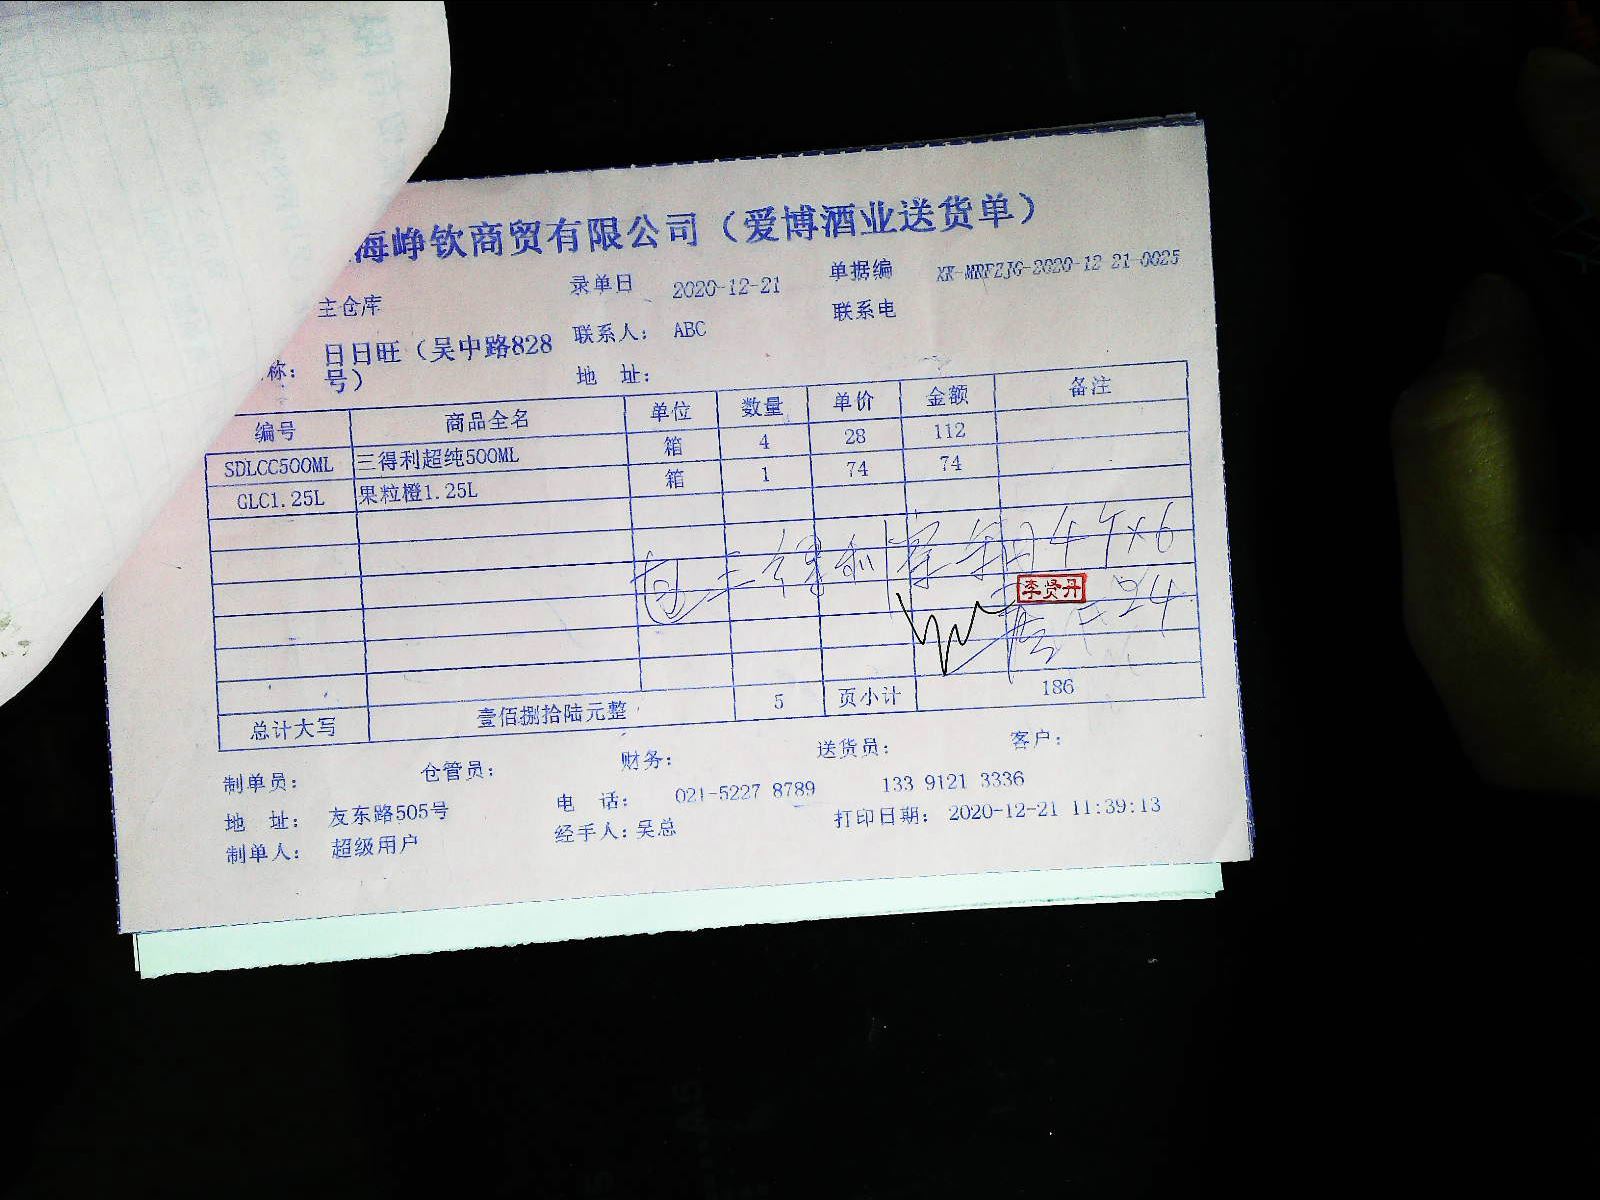 海峥钦商贸有限公司（爱博酒业送货单）
主仓库 录单日 2020-12-21 单据编 XK-MRFZJG-2020-12-21-0025
称： 日日旺（吴中路828号） 联系人： ABC 联系电
地 址：
编号 商品全名 单位 数量 单价 金额 备注
SDLCC500ML 三得利超纯500ML 箱 4 28 112
GLC1.25L 果粒橙1.25L 箱 1 74 74
4个×6
李贤丹
=24
总计大写 壹佰捌拾陆元整 5 页小计 186
制单员： 仓管员： 财务： 送货员： 客户：
地 址： 友东路505号 电 话： 021-5227 8789 133 9121 3336
制单人： 超级用户 经手人：吴总 打印日期： 2020-12-21 11:39:13